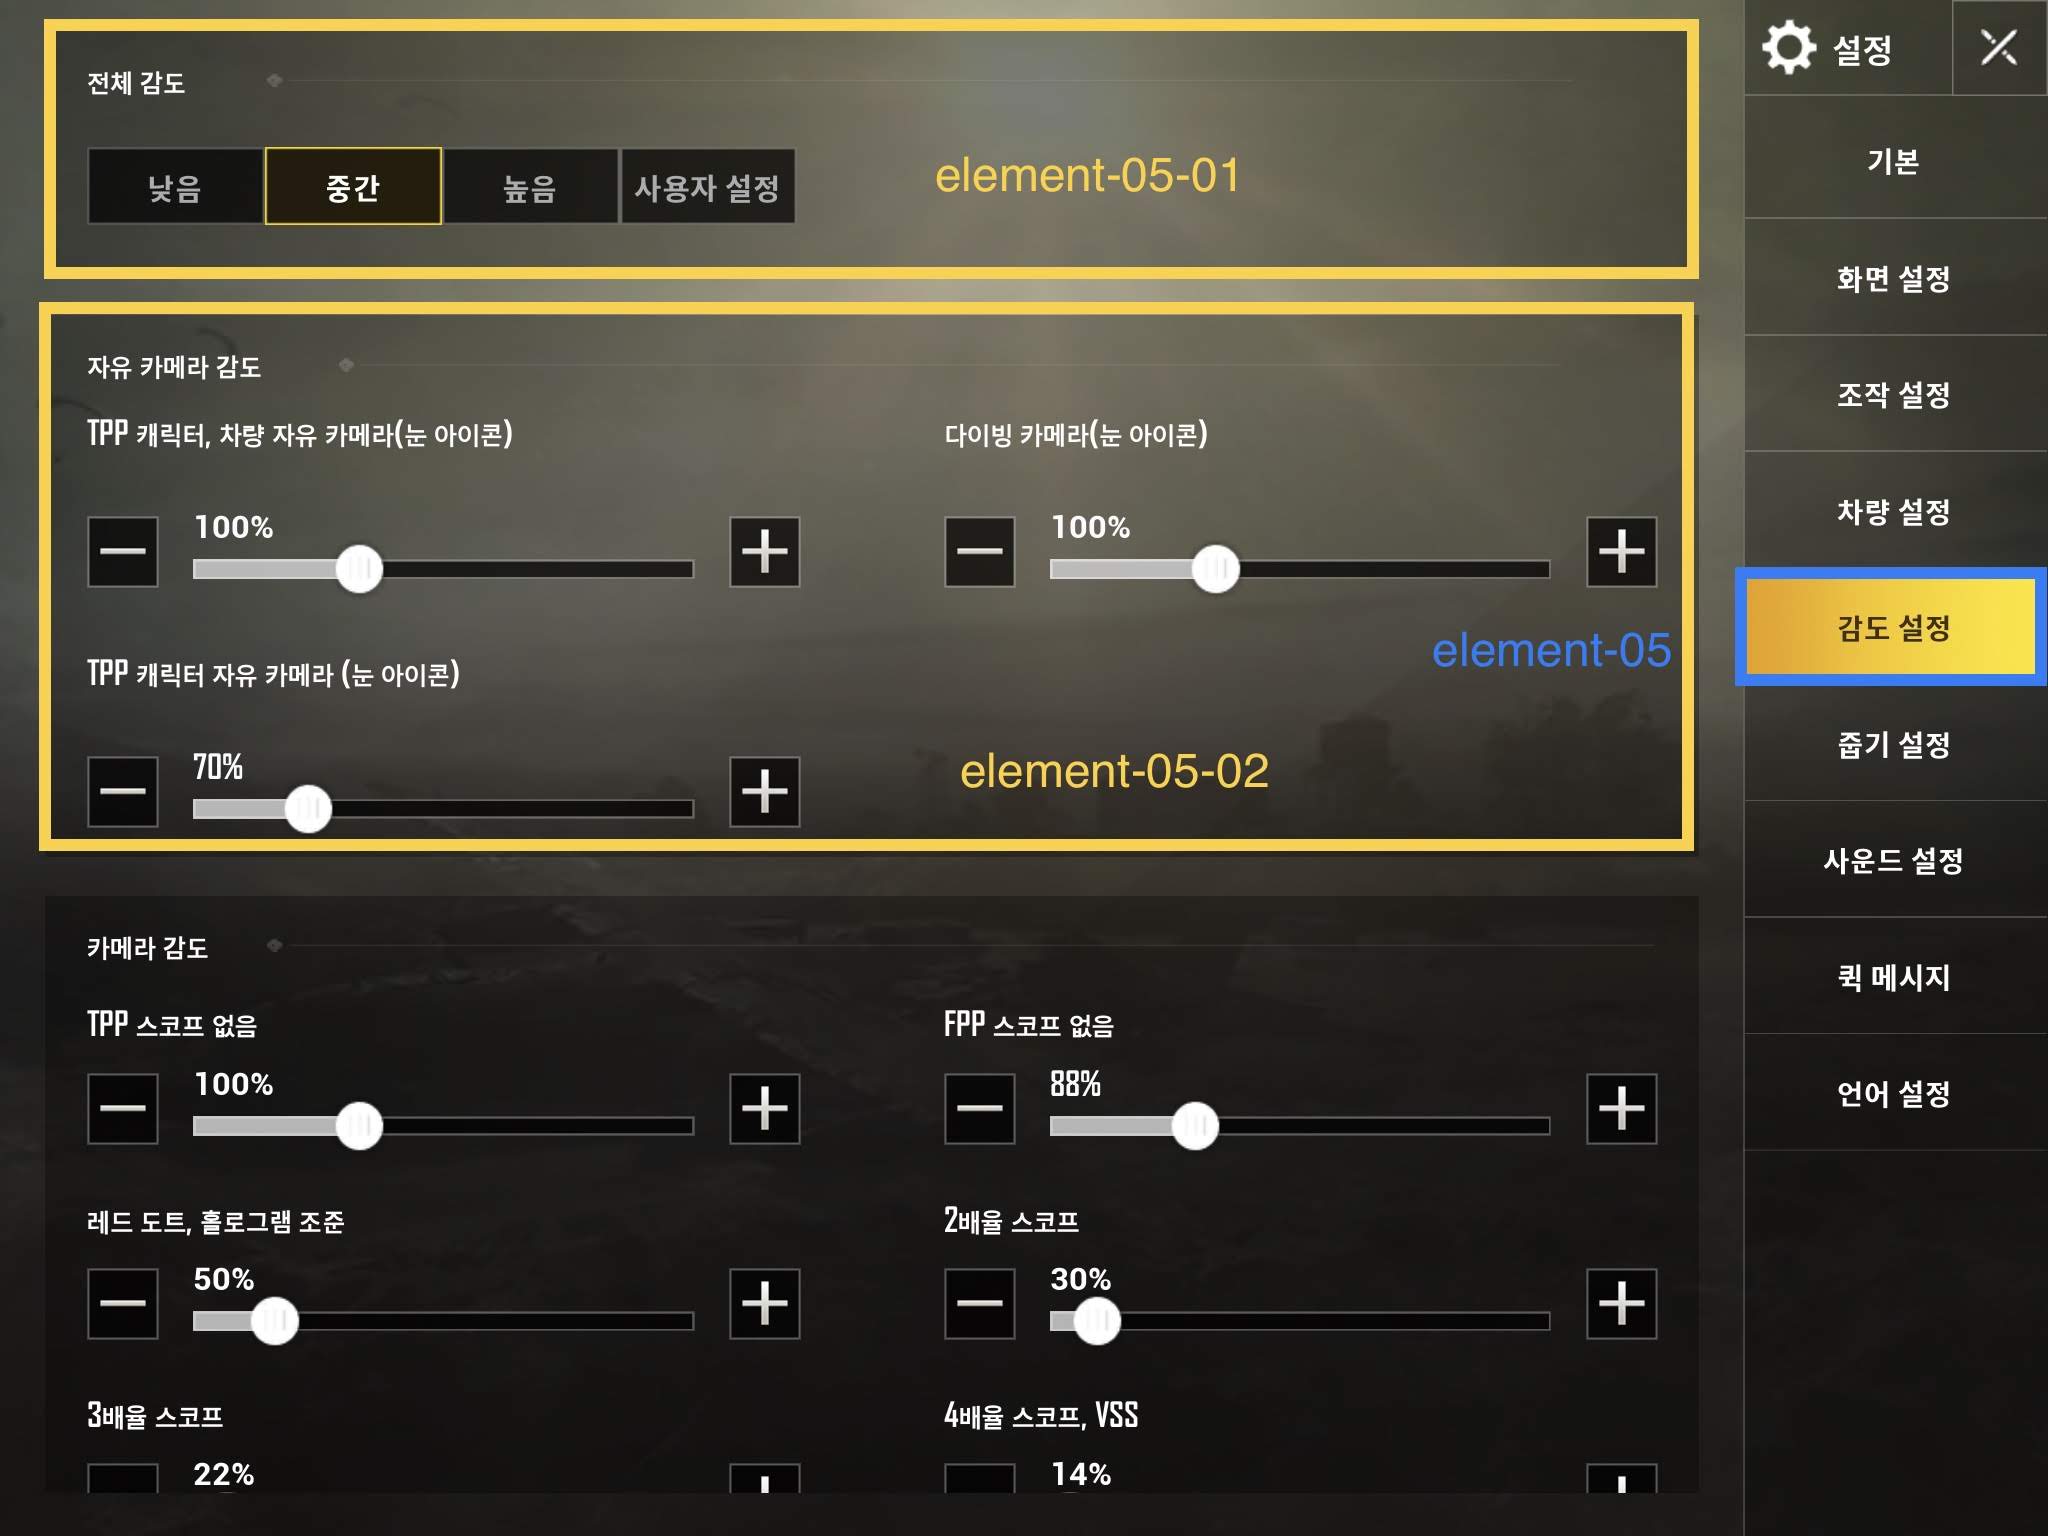 전체 감도
낮음
중간
높음
사용자 설정
element-05-01
자유 카메라 감도
TPP 캐릭터, 차량 자유 카메라(눈 아이콘)
100%
다이빙 카메라(눈 아이콘)
100%
TPP 캐릭터 자유 카메라 (눈 아이콘)
70%
element-05
element-05-02
카메라 감도
TPP 스코프 없음
100%
FPP 스코프 없음
88%
레드 도트, 홀로그램 조준
50%
2배율 스코프
30%
3배율 스코프
22%
4배율 스코프, VSS
14%
설정
기본
화면 설정
조작 설정
차량 설정
감도 설정
줍기 설정
사운드 설정
퀵 메시지
언어 설정